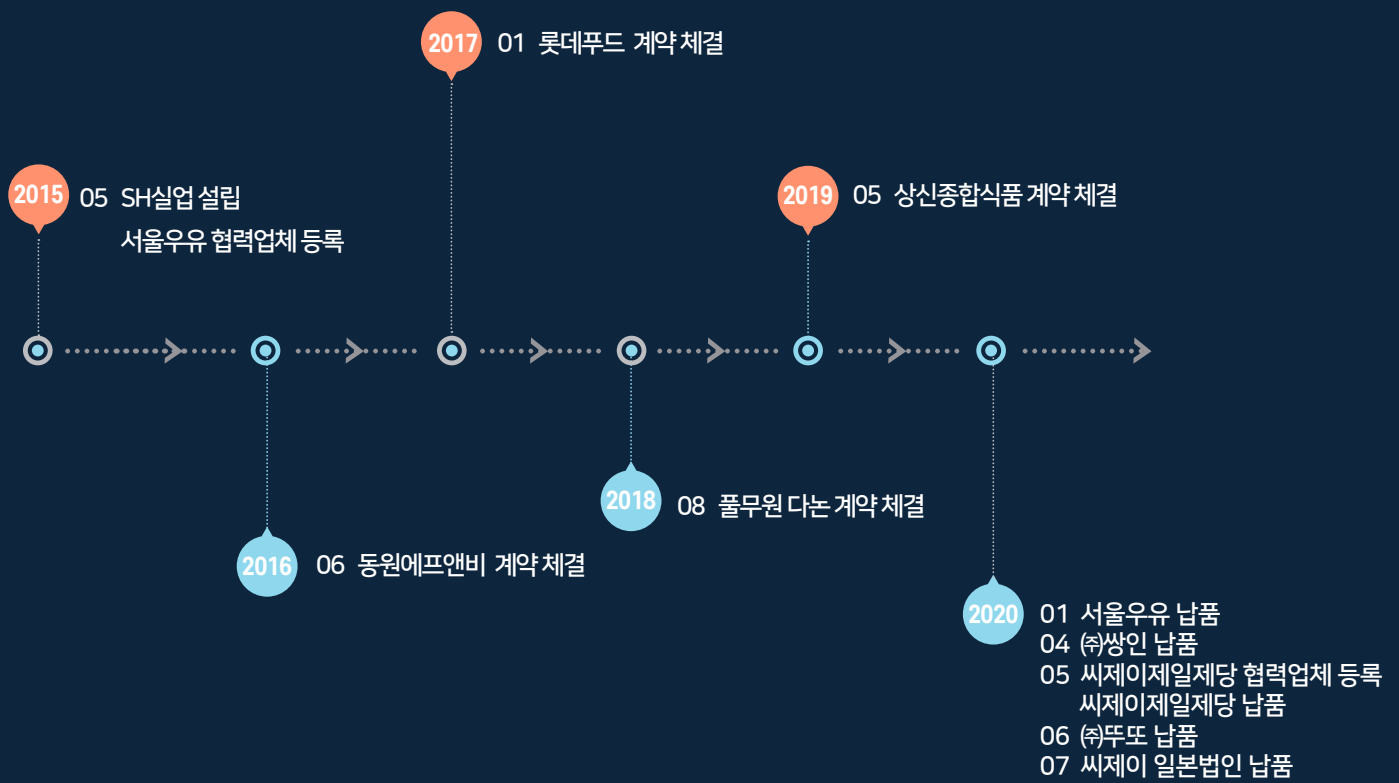 2017 01 롯데푸드 계약 체결
2015 05 SH실업 설립
서울우유 협력업체 등록
2019 05 상신종합식품 계약 체결
2018 08 풀무원 다논 계약 체결
2016 06 동원에프앤비 계약 체결
2020 01 서울우유 납품
04 ㈜쌍인 납품
05 씨제이제일제당 협력업체 등록
씨제이제일제당 납품
06 ㈜뚜또 납품
07 씨제이 일본법인 납품